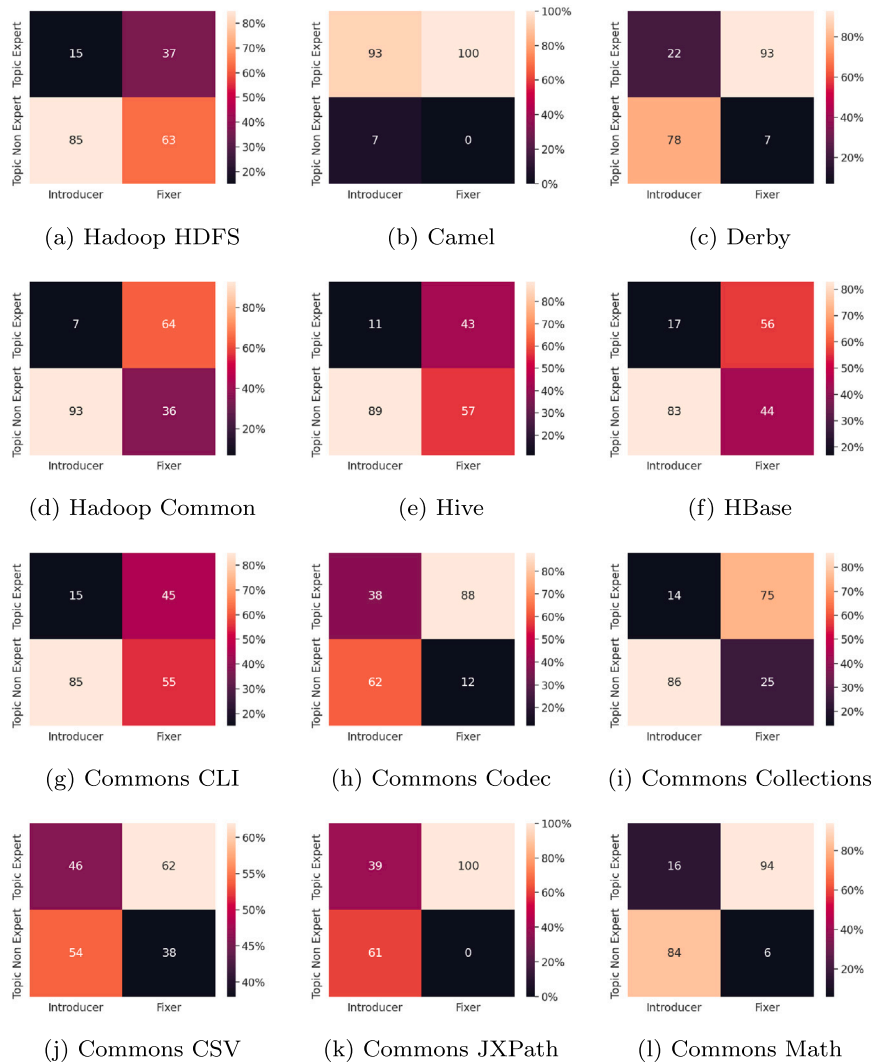 Topic Expert
Topic Non Expert
15 37
85 63
80%
70%
60%
50%
40%
30%
20%
Introducer Fixer
(a) Hadoop HDFS
Topic Expert
Topic Non Expert
93 100
7 0
100%
80%
60%
40%
20%
0%
Introducer Fixer
(b) Camel
Topic Expert
Topic Non Expert
22 93
78 7
80%
60%
40%
20%
Introducer Fixer
(c) Derby
Topic Expert
Topic Non Expert
7 64
93 36
80%
60%
40%
20%
Introducer Fixer
(d) Hadoop Common
Topic Expert
Topic Non Expert
11 43
89 57
80%
70%
60%
50%
40%
30%
20%
Introducer Fixer
(e) Hive
Topic Expert
Topic Non Expert
17 56
83 44
80%
70%
60%
50%
40%
30%
20%
Introducer Fixer
(f) HBase
Topic Expert
Topic Non Expert
15 45
85 55
80%
70%
60%
50%
40%
30%
20%
Introducer Fixer
(g) Commons CLI
Topic Expert
Topic Non Expert
38 88
62 12
80%
70%
60%
50%
40%
30%
20%
Introducer Fixer
(h) Commons Codec
Topic Expert
Topic Non Expert
14 75
86 25
80%
70%
60%
50%
40%
30%
20%
Introducer Fixer
(i) Commons Collections
Topic Expert
Topic Non Expert
46 62
54 38
60%
55%
50%
45%
40%
Introducer Fixer
(j) Commons CSV
Topic Expert
Topic Non Expert
39 100
61 0
100%
80%
60%
40%
20%
0%
Introducer Fixer
(k) Commons JXPath
Topic Expert
Topic Non Expert
16 94
84 6
80%
60%
40%
20%
Introducer Fixer
(l) Commons Math